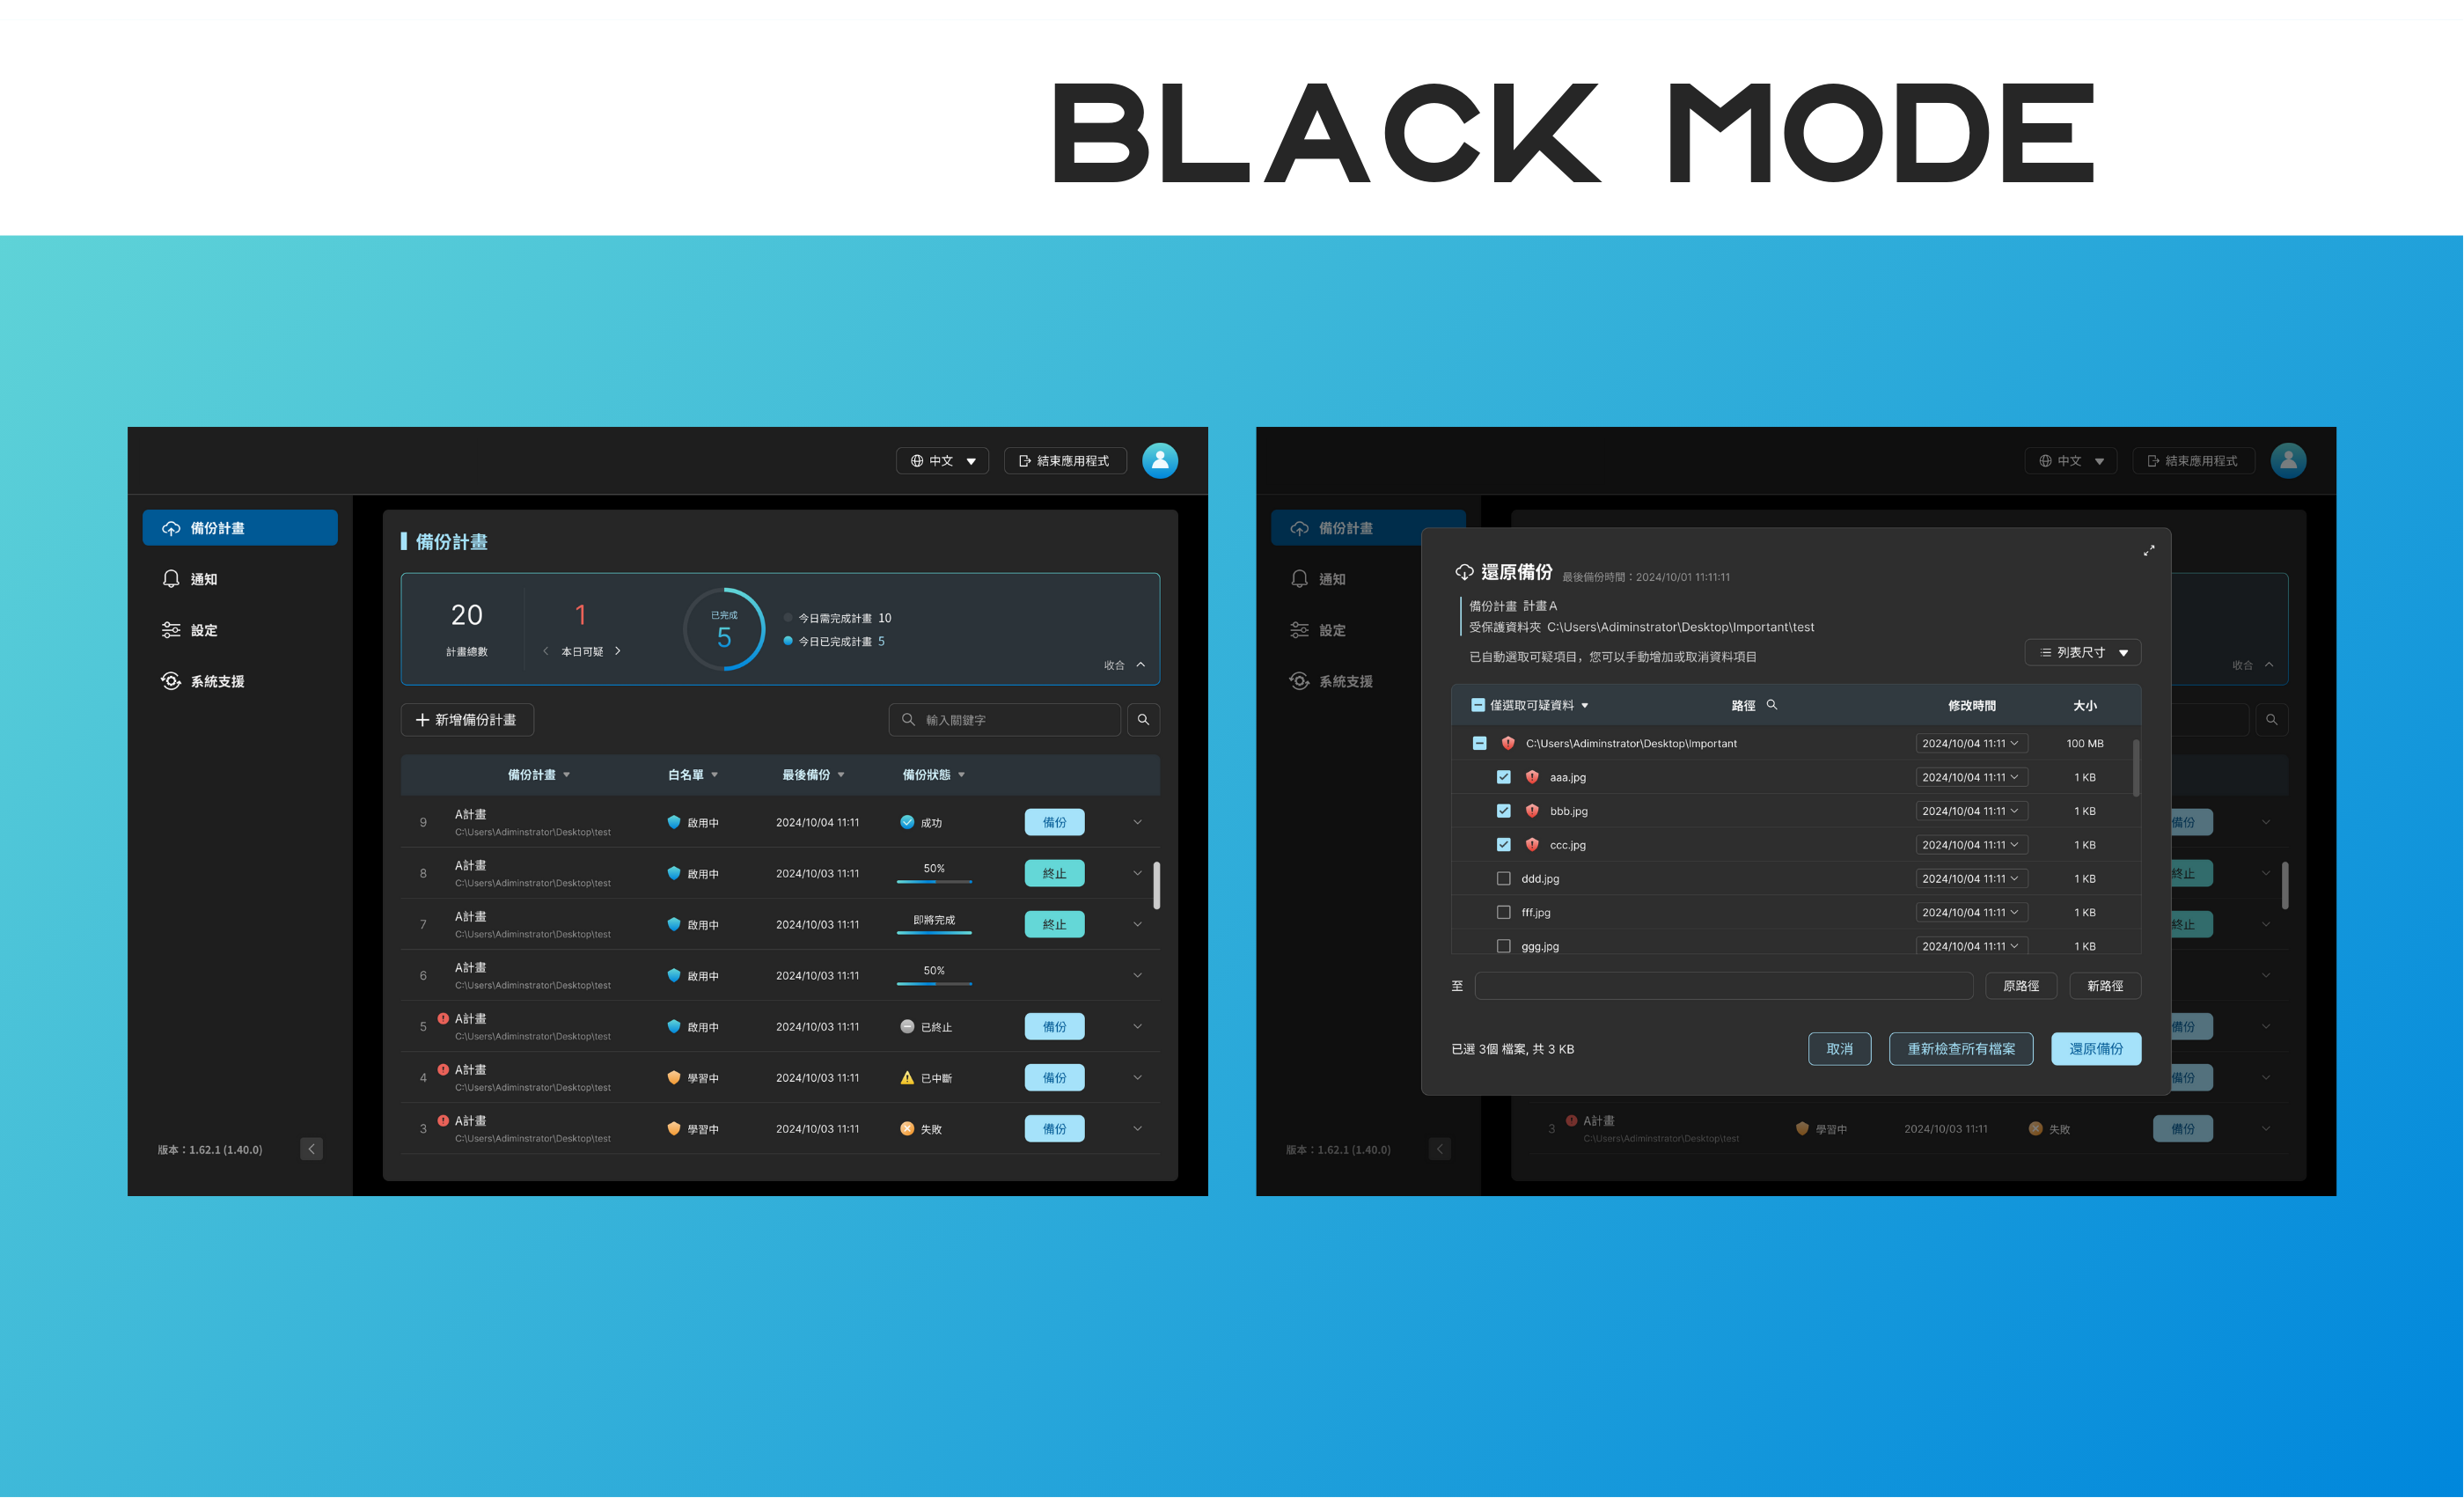 BLACK MODE
中文
結束應用程式
備份計畫
通知
設定
系統支援
版本：1.62.1 (1.40.0)
備份計畫
20
計畫總數
1
本日可疑
已完成
5
今日需完成計畫 10
今日已完成計畫 5
收合
新增備份計畫
輸入關鍵字
備份計畫 白名單 最後備份 備份狀態
9 A計畫 啟用中 2024/10/04 11:11 成功 備份
C:\Users\Adiminstrator\Desktop\test
8 A計畫 啟用中 2024/10/03 11:11 50% 終止
C:\Users\Adiminstrator\Desktop\test
7 A計畫 啟用中 2024/10/03 11:11 即將完成 終止
C:\Users\Adiminstrator\Desktop\test
6 A計畫 啟用中 2024/10/03 11:11 50%
C:\Users\Adiminstrator\Desktop\test
5 A計畫 啟用中 2024/10/03 11:11 已終止 備份
C:\Users\Adiminstrator\Desktop\test
4 A計畫 學習中 2024/10/03 11:11 已中斷 備份
C:\Users\Adiminstrator\Desktop\test
3 A計畫 學習中 2024/10/03 11:11 失敗 備份
C:\Users\Adiminstrator\Desktop\test
中文
結束應用程式
備份計畫
通知
設定
系統支援
版本：1.62.1 (1.40.0)
收合
還原備份 最後備份時間：2024/10/01 11:11:11
備份計畫 計畫A
受保護資料夾 C:\Users\Adiminstrator\Desktop\Important\test
已自動選取可疑項目，您可以手動增加或取消資料項目
列表尺寸
僅選取可疑資料 路徑 修改時間 大小
C:\Users\Adiminstrator\Desktop\Important 2024/10/04 11:11 100 MB
aaa.jpg 2024/10/04 11:11 1 KB
bbb.jpg 2024/10/04 11:11 1 KB
ccc.jpg 2024/10/04 11:11 1 KB
ddd.jpg 2024/10/04 11:11 1 KB
fff.jpg 2024/10/04 11:11 1 KB
ggg.jpg 2024/10/04 11:11 1 KB
至 原路徑 新路徑
已選 3個 檔案, 共 3 KB
取消 重新檢查所有檔案 還原備份
備份
終止
終止
備份
備份
3 A計畫 學習中 2024/10/03 11:11 失敗 備份
C:\Users\Adiminstrator\Desktop\test